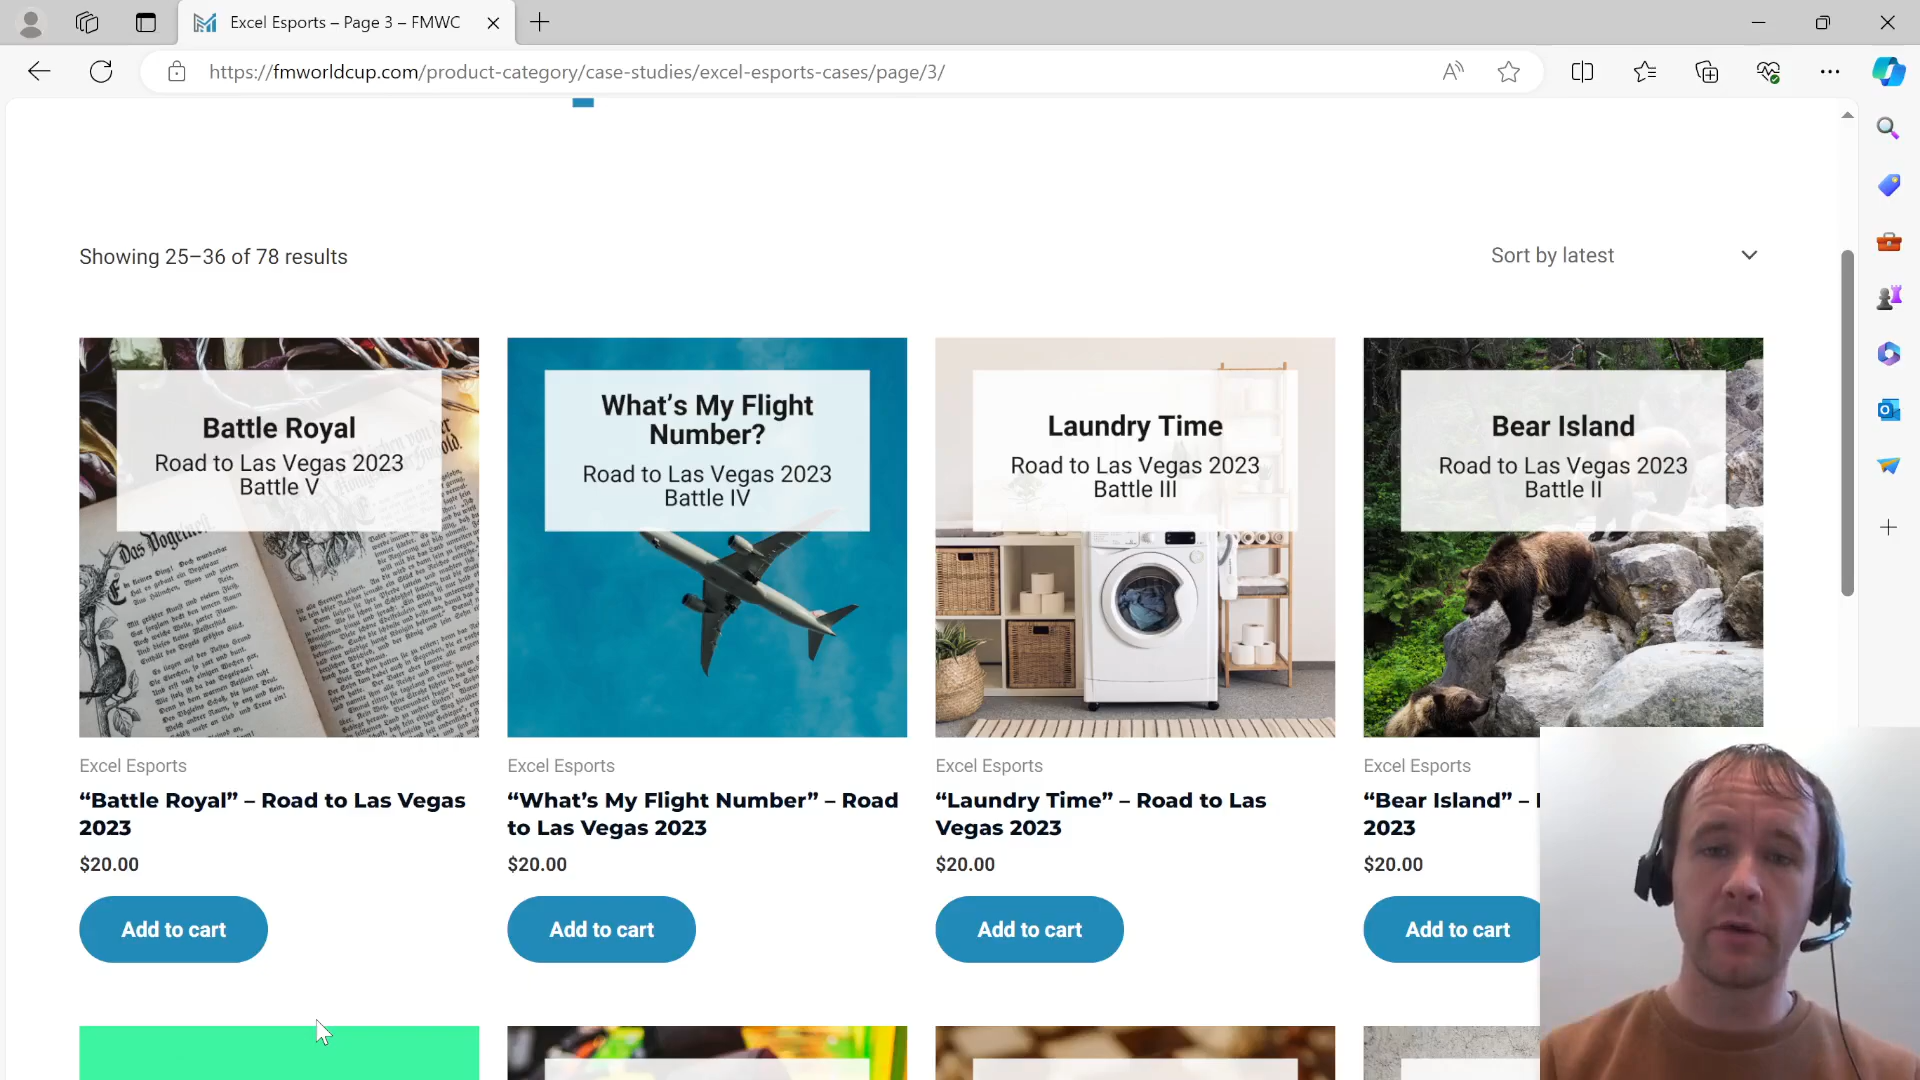 Excel Esports – Page 3 – FMWC
https://fmworldcup.com/product-category/case-studies/excel-esports-cases/page/3/
Showing 25–36 of 78 results
Sort by latest
Battle Royal
Road to Las Vegas 2023
Battle V
What's My Flight
Number?
Road to Las Vegas 2023
Battle IV
Laundry Time
Road to Las Vegas 2023
Battle III
Bear Island
Road to Las Vegas 2023
Battle II
Das Vogelnest.
Excel Esports
“Battle Royal” – Road to Las Vegas
2023
$20.00
Add to cart
Excel Esports
“What’s My Flight Number” – Road
to Las Vegas 2023
$20.00
Add to cart
Excel Esports
“Laundry Time” – Road to Las
Vegas 2023
$20.00
Add to cart
Excel Esports
“Bear Island” –
2023
$20.00
Add to cart